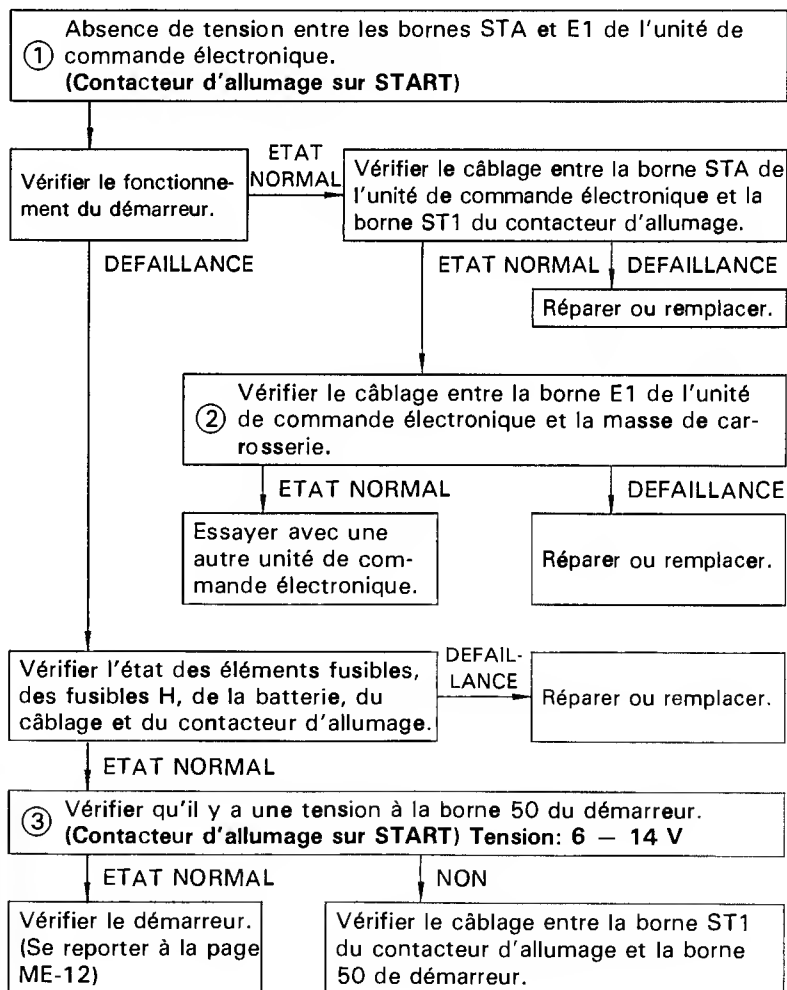 Absence de tension entre les bornes STA et E1 de l'unité de
① commande électronique.
(Contacteur d'allumage sur START)
Vérifier le fonctionne-
ment du démarreur.
ETAT
NORMAL
Vérifier le câblage entre la borne STA de
l'unité de commande électronique et la
borne ST1 du contacteur d'allumage.
DEFAILLANCE
ETAT NORMAL
DEFAILLANCE
Réparer ou remplacer.
Vérifier le câblage entre la borne E1 de l'unité
② de commande électronique et la masse de car-
rosserie.
ETAT NORMAL
DEFAILLANCE
Essayer avec une
autre unité de com-
mande électronique.
Réparer ou remplacer.
Vérifier l'état des éléments fusibles,
des fusibles H, de la batterie, du
câblage et du contacteur d'allumage.
DEFAIL-
LANCE
Réparer ou remplacer.
ETAT NORMAL
③ Vérifier qu'il y a une tension à la borne 50 du démarreur.
(Contacteur d'allumage sur START) Tension: 6 — 14 V
ETAT NORMAL
NON
Vérifier le démarreur.
(Se reporter à la page
ME-12)
Vérifier le câblage entre la borne ST1
du contacteur d'allumage et la borne
50 de démarreur.